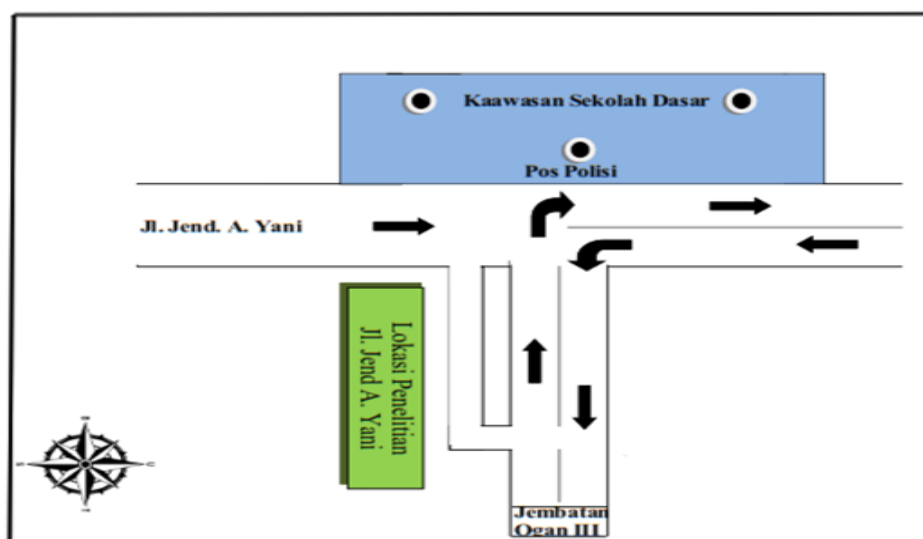 Kaawasan Sekolah Dasar
Pos Polisi
Jl. Jend. A. Yani
Lokasi Penelitian
Jl. Jend A. Yani
Jembatan
Ogan III